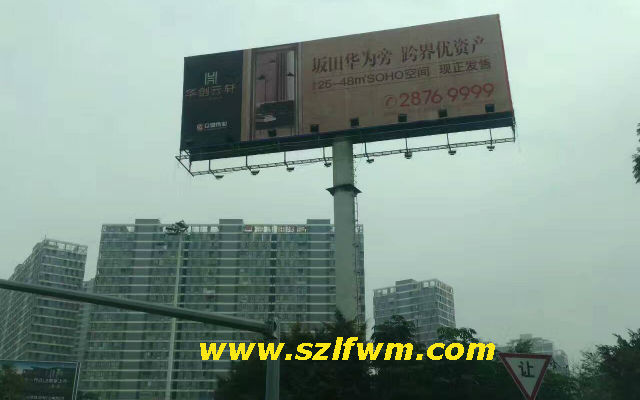 华创云轩
坂田华为旁 跨界优资产
25-48㎡SOHO空间 现正发售
2876 9999
www.szlfwm.com
让